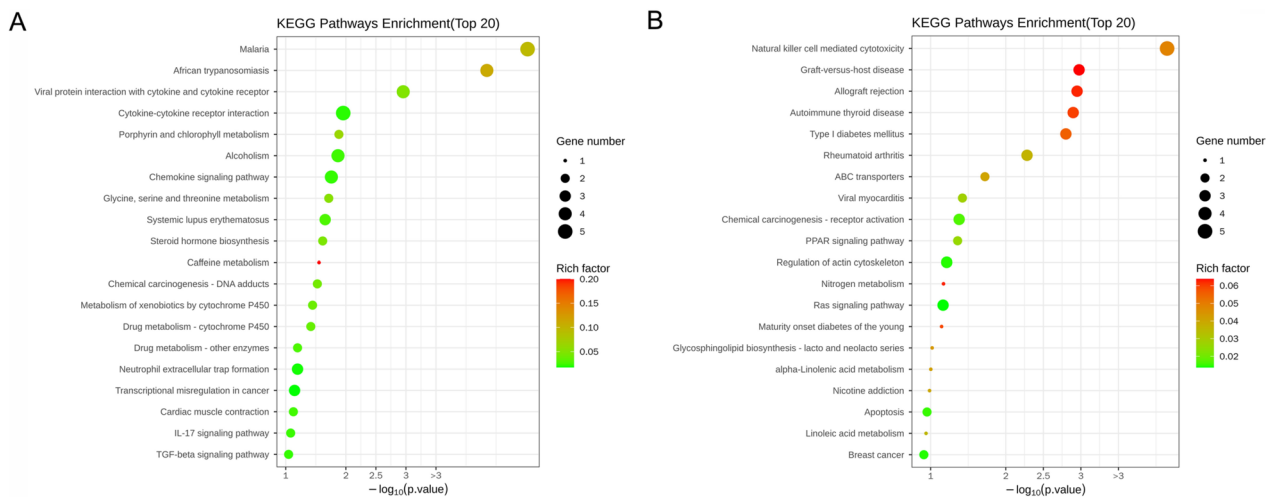 A
KEGG Pathways Enrichment(Top 20)
Malaria
African trypanosomiasis
Viral protein interaction with cytokine and cytokine receptor
Cytokine-cytokine receptor interaction
Porphyrin and chlorophyll metabolism
Alcoholism
Chemokine signaling pathway
Glycine, serine and threonine metabolism
Systemic lupus erythematosus
Steroid hormone biosynthesis
Caffeine metabolism
Chemical carcinogenesis - DNA adducts
Metabolism of xenobiotics by cytochrome P450
Drug metabolism - cytochrome P450
Drug metabolism - other enzymes
Neutrophil extracellular trap formation
Transcriptional misregulation in cancer
Cardiac muscle contraction
IL-17 signaling pathway
TGF-beta signaling pathway
1 2 2.5 3 >3
−log10(p.value)
Gene number
1
2
3
4
5
Rich factor
0.20
0.15
0.10
0.05
B
KEGG Pathways Enrichment(Top 20)
Natural killer cell mediated cytotoxicity
Graft-versus-host disease
Allograft rejection
Autoimmune thyroid disease
Type I diabetes mellitus
Rheumatoid arthritis
ABC transporters
Viral myocarditis
Chemical carcinogenesis - receptor activation
PPAR signaling pathway
Regulation of actin cytoskeleton
Nitrogen metabolism
Ras signaling pathway
Maturity onset diabetes of the young
Glycosphingolipid biosynthesis - lacto and neolacto series
alpha-Linolenic acid metabolism
Nicotine addiction
Apoptosis
Linoleic acid metabolism
Breast cancer
1 2 3 >3
−log10(p.value)
Gene number
1
2
3
4
5
Rich factor
0.06
0.05
0.04
0.03
0.02